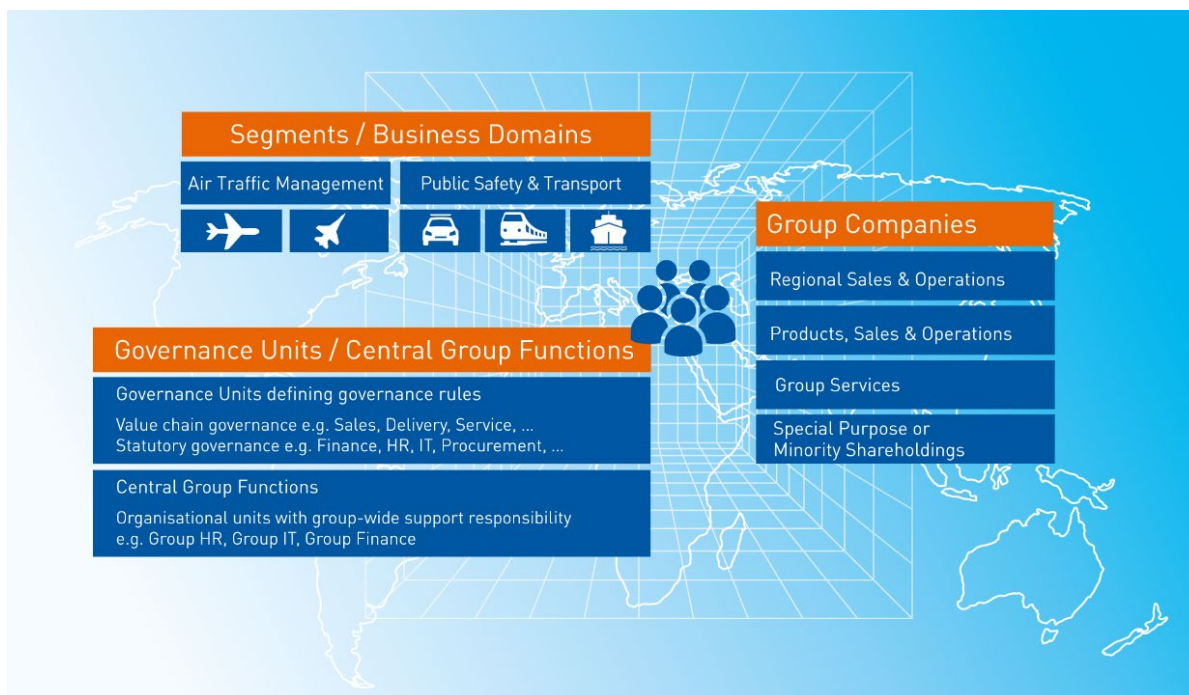 Segments / Business Domains
Air Traffic Management
Public Safety & Transport
Governance Units / Central Group Functions
Governance Units defining governance rules
Value chain governance e.g. Sales, Delivery, Service, ...
Statutory governance e.g. Finance, HR, IT, Procurement, ...
Central Group Functions
Organisational units with group-wide support responsibility
e.g. Group HR, Group IT, Group Finance
Group Companies
Regional Sales & Operations
Products, Sales & Operations
Group Services
Special Purpose or
Minority Shareholdings